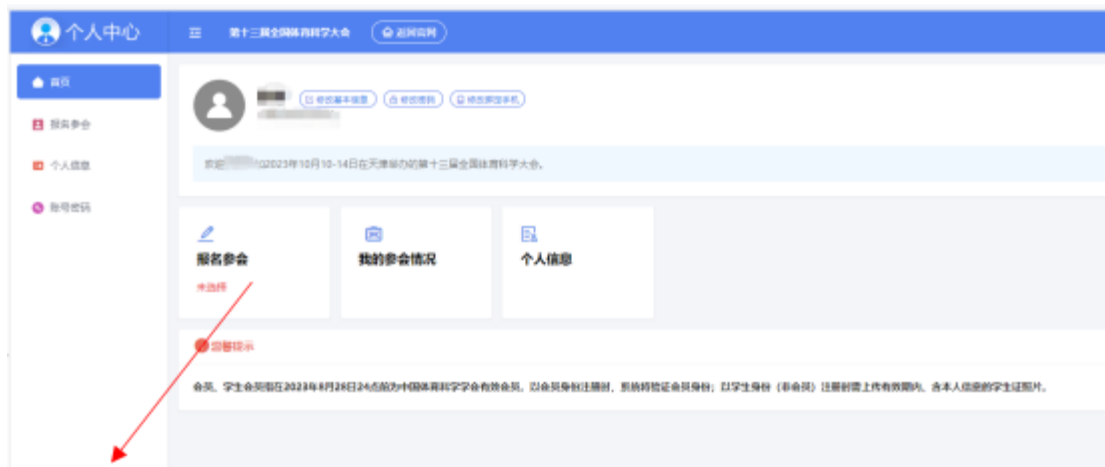 个人中心
第十三届全国体育科学大会
返回官网
首页
报名参会
个人信息
账号密码
修改基本信息 修改密码 修改绑定手机
欢迎 2023年10月10-14日在天津举办的第十三届全国体育科学大会。
报名参会
未选择
我的参会情况
个人信息
温馨提示
会员、学生会员指在2023年8月28日24点前为中国体育科学学会有效会员。以会员身份注册时，系统将验证会员身份；以学生身份（非会员）注册时需上传有效期内、含本人信息的学生证照片。